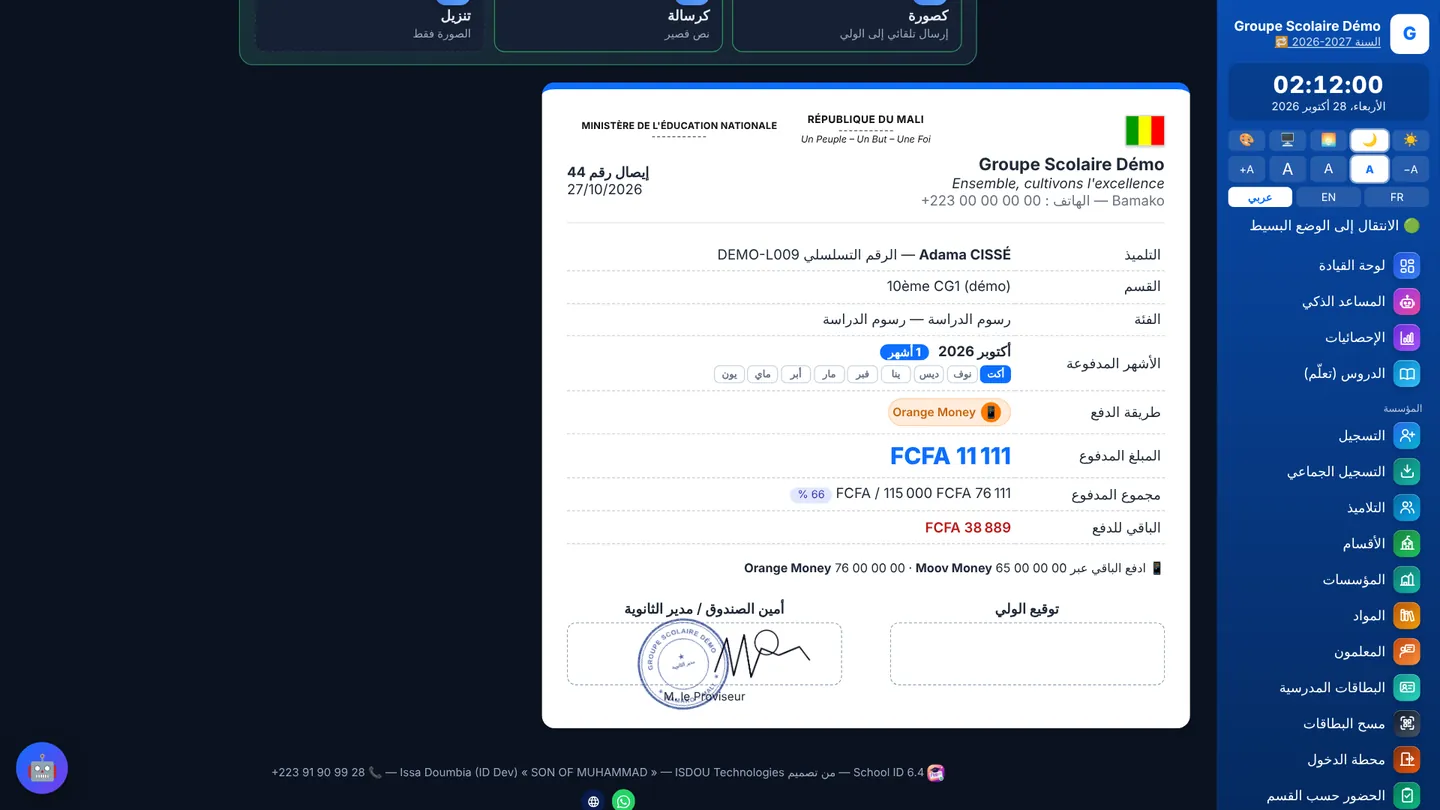 كصورة
إرسال تلقائي إلى الولي
كرسالة
نص قصير
تنزيل
الصورة فقط
RÉPUBLIQUE DU MALI
Un Peuple – Un But – Une Foi
MINISTÈRE DE L'ÉDUCATION NATIONALE
Groupe Scolaire Démo
Ensemble, cultivons l'excellence
Bamako — الهاتف : 00 00 00 00 223+
إيصال رقم 44
27/10/2026
التلميذ
Adama CISSÉ — الرقم التسلسلي DEMO-L009
القسم
10ème CG1 (démo)
الفئة
رسوم الدراسة — رسوم الدراسة
الأشهر المدفوعة
أكتوبر 2026 1 أشهر
أكت نوف ديس ينا فبر مار أبر ماي يون
طريقة الدفع
📱 Orange Money
المبلغ المدفوع
FCFA 11 111
مجموع المدفوع
FCFA / 115 000 FCFA 76 111 66 %
الباقي للدفع
FCFA 38 889
📱 ادفع الباقي عبر Orange Money 76 00 00 00 · Moov Money 65 00 00 00
توقيع الولي
أمين الصندوق / مدير الثانوية
GROUPE SCOLAIRE DÉMO
مدير الثانوية
M. le Proviseur
School ID 6.4 — من تصميم Issa Doumbia (ID Dev) « SON OF MUHAMMAD » — ISDOU Technologies — 📞 +223 91 90 99 28
G
Groupe Scolaire Démo
السنة 2027-2026 🔁
02:12:00
الأربعاء، 28 أكتوبر 2026
A− A A A A+
FR EN عربي
🟢 الانتقال إلى الوضع البسيط
لوحة القيادة
المساعد الذكي
الإحصائيات
الدروس (تعلّم)
المؤسسة
التسجيل
التسجيل الجماعي
التلاميذ
الأقسام
المؤسسات
المواد
المعلمون
البطاقات المدرسية
مسح البطاقات
محطة الدخول
الحضور حسب القسم